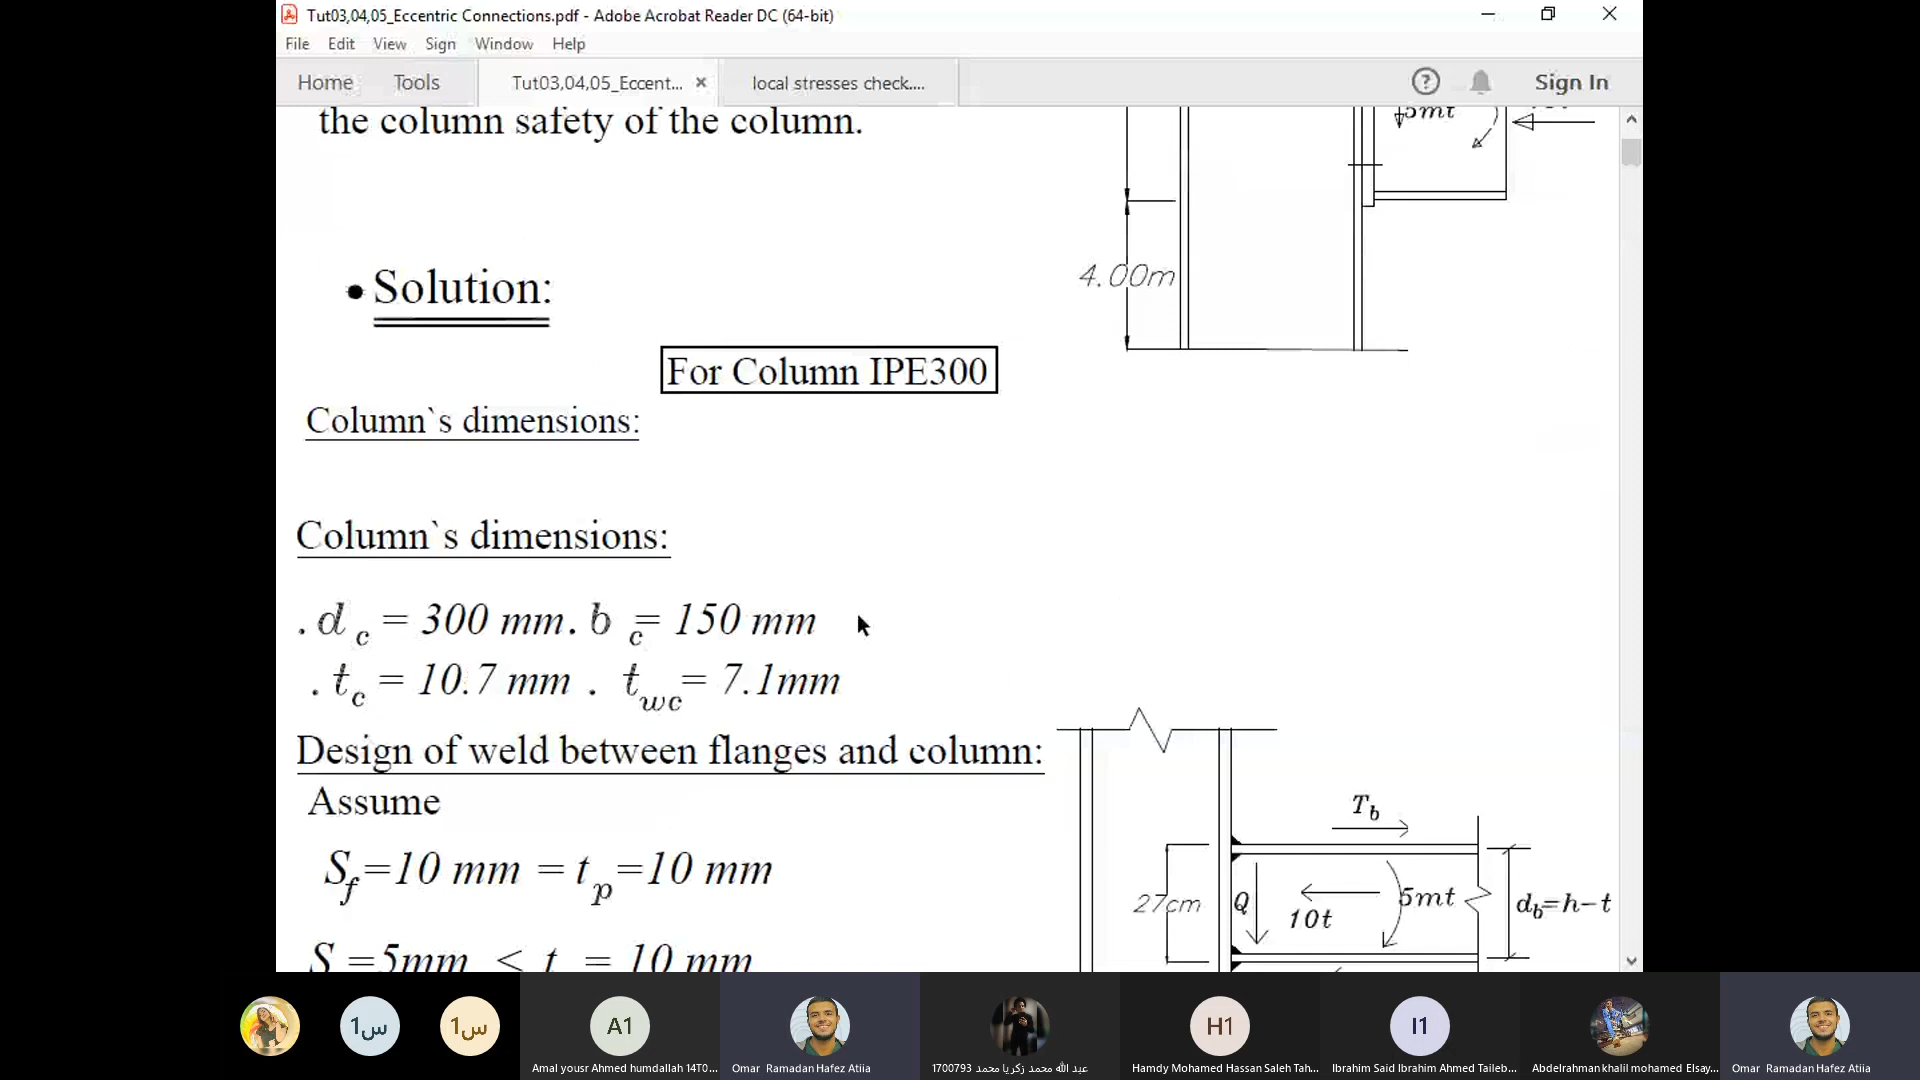 Tut03,04,05_Eccentric Connections.pdf - Adobe Acrobat Reader DC (64-bit)
File Edit View Sign Window Help
Home Tools Tut03,04,05_Eccent... × local stresses check.... Sign In
the column safety of the column.
5mt
4.00m
• Solution:
For Column IPE300
Column`s dimensions:
Column`s dimensions:
. d c = 300 mm. b c = 150 mm
. t c = 10.7 mm . t wc = 7.1mm
Design of weld between flanges and column:
Assume
S f =10 mm = t p =10 mm
S =5mm < t = 10 mm
T b
27cm
Q
10t
5mt
d b =h-t
س1
س1
A1
H1
I1
Amal yousr Ahmed humdallah 14T0...
Omar Ramadan Hafez Atiia
عبد الله محمد زكريا محمد 1700793
Hamdy Mohamed Hassan Saleh Tah...
Ibrahim Said Ibrahim Ahmed Taileb...
Abdelrahman khalil mohamed Elsay...
Omar Ramadan Hafez Atiia